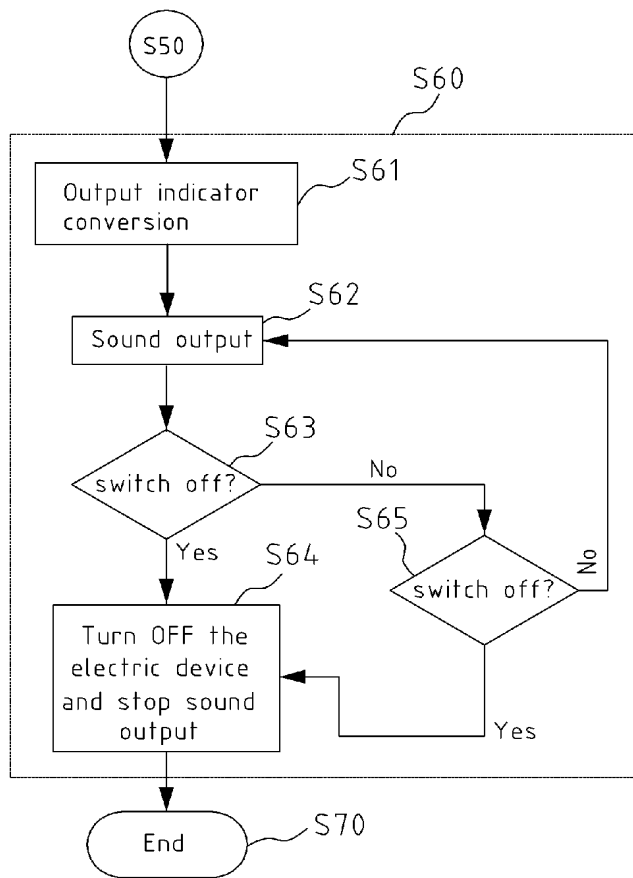 S50
S60
S61
Output indicator
conversion
S62
Sound output
S63
switch off?
No
S65
switch off?
No
Yes
S64
Turn OFF the
electric device
and stop sound
output
Yes
End
S70